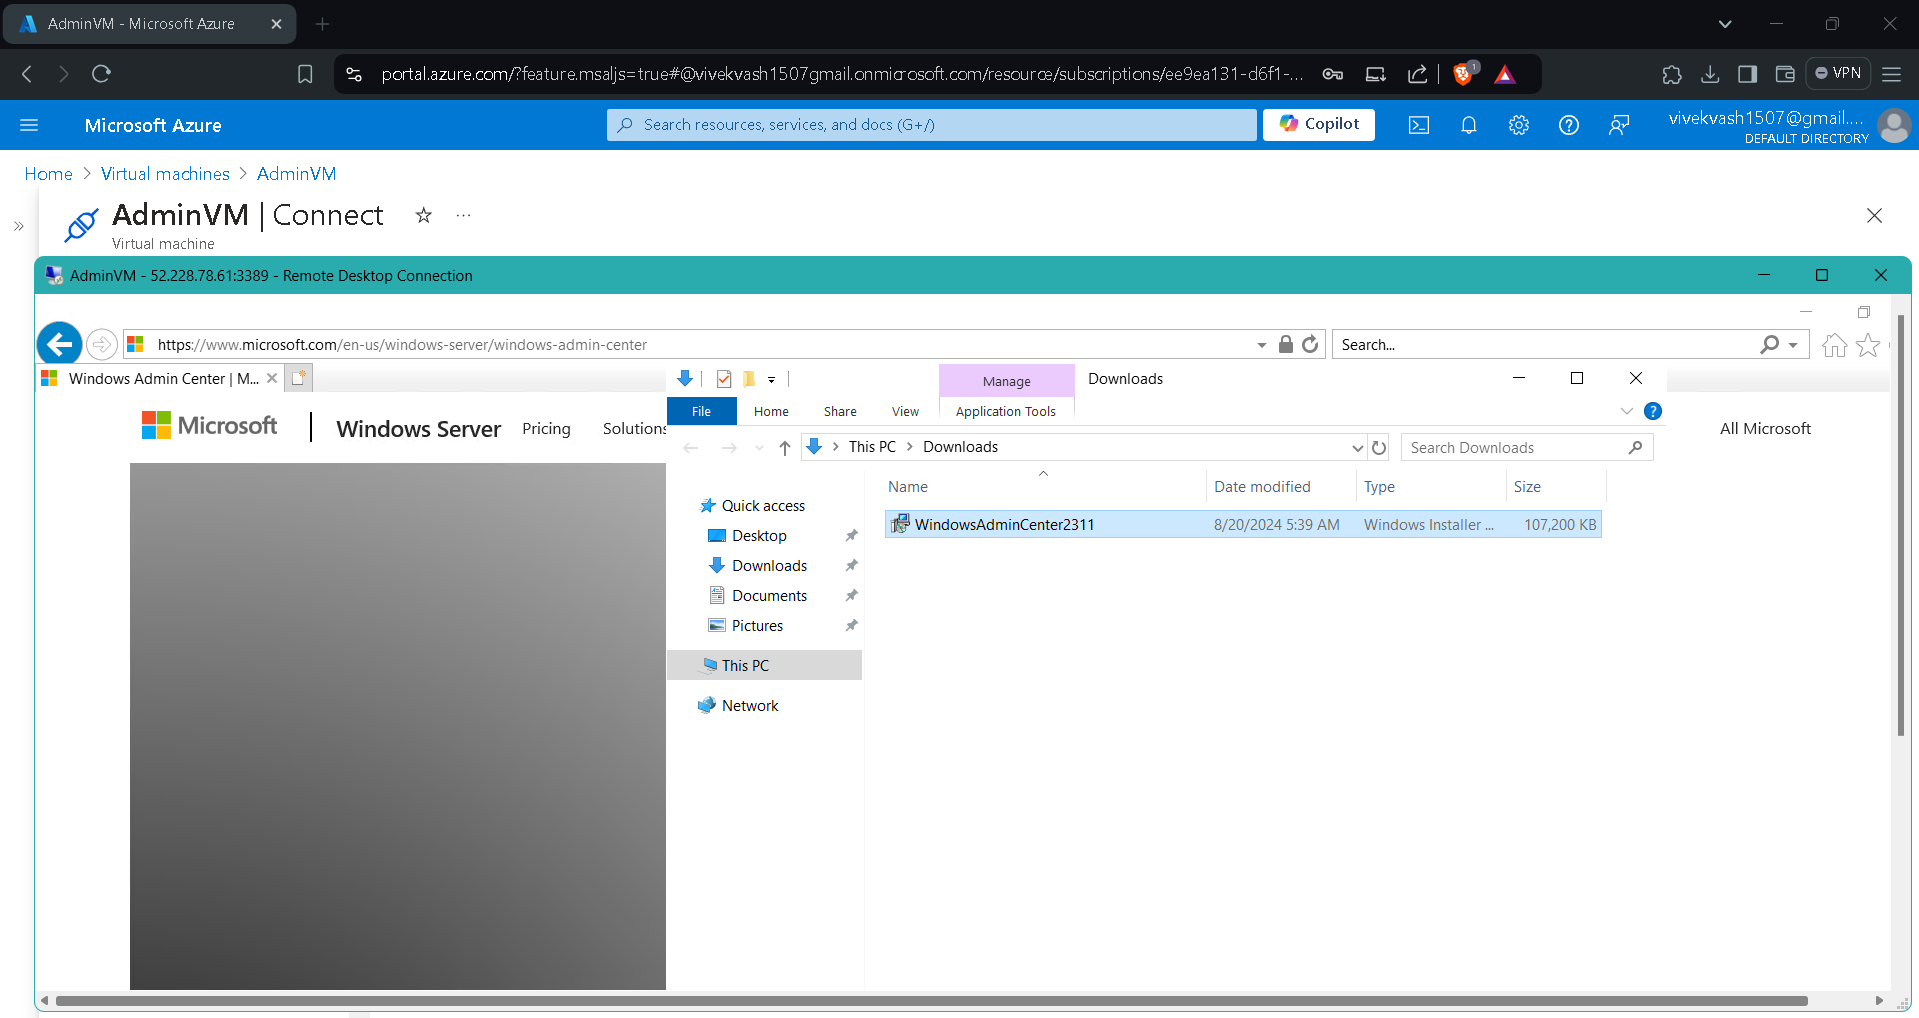 AdminVM - Microsoft Azure
portal.azure.com/?feature.msaljs=true#@vivekvash1507gmail.onmicrosoft.com/resource/subscriptions/ee9ea131-d6f1-...
1
VPN
Microsoft Azure
Search resources, services, and docs (G+/)
Copilot
vivekvash1507@gmail....
DEFAULT DIRECTORY
Home > Virtual machines > AdminVM
AdminVM | Connect
Virtual machine
AdminVM - 52.228.78.61:3389 - Remote Desktop Connection
https://www.microsoft.com/en-us/windows-server/windows-admin-center
Search...
Windows Admin Center | M...
Manage
Downloads
File
Home
Share
View
Application Tools
Microsoft
Windows Server
Pricing
Solutions
All Microsoft
This PC > Downloads
Search Downloads
Name
Date modified
Type
Size
WindowsAdminCenter2311
8/20/2024 5:39 AM
Windows Installer ...
107,200 KB
Quick access
Desktop
Downloads
Documents
Pictures
This PC
Network